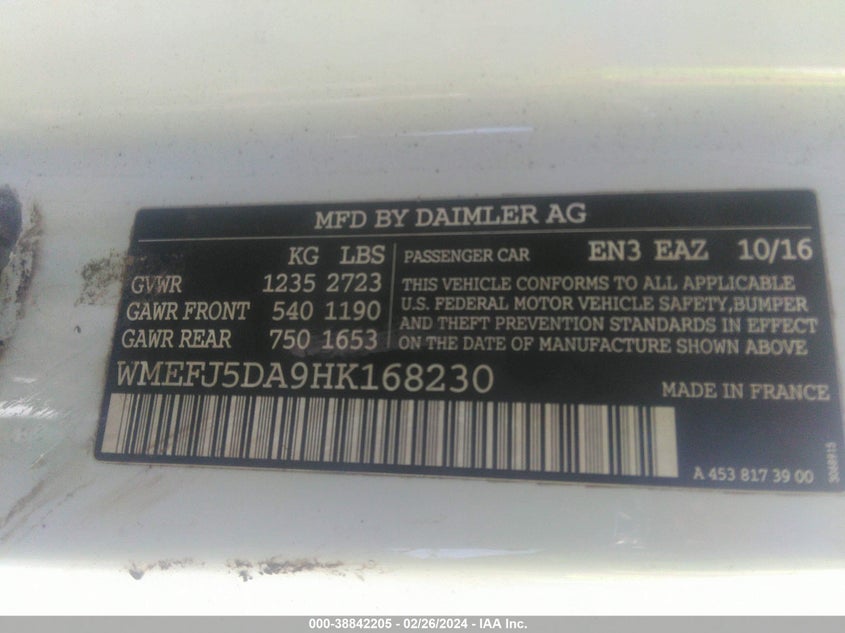 MFD BY DAIMLER AG
KG LBS
GVWR 1235 2723
GAWR FRONT 540 1190
GAWR REAR 750 1653
PASSENGER CAR EN3 EAZ 10/16
THIS VEHICLE CONFORMS TO ALL APPLICABLE
U.S. FEDERAL MOTOR VEHICLE SAFETY,BUMPER
AND THEFT PREVENTION STANDARDS IN EFFECT
ON THE DATE OF MANUFACTURE SHOWN ABOVE
WMEFJ5DA9HK168230
MADE IN FRANCE
A 453 817 39 00
3068915
000-38842205 - 02/26/2024 - IAA Inc.